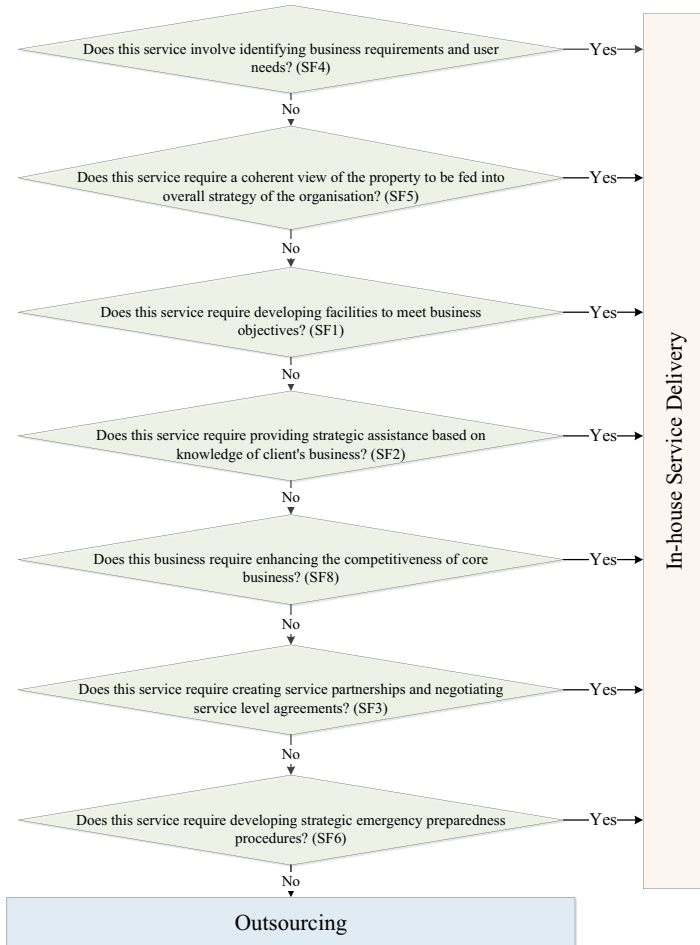 Does this service involve identifying business requirements and user
needs? (SF4)
Yes
No
Does this service require a coherent view of the property to be fed into
overall strategy of the organisation? (SF5)
Yes
No
Does this service require developing facilities to meet business
objectives? (SF1)
Yes
No
Does this service require providing strategic assistance based on
knowledge of client's business? (SF2)
Yes
No
Does this business require enhancing the competitiveness of core
business? (SF8)
Yes
No
Does this service require creating service partnerships and negotiating
service level agreements? (SF3)
Yes
No
Does this service require developing strategic emergency preparedness
procedures? (SF6)
Yes
No
Outsourcing
In-house Service Delivery